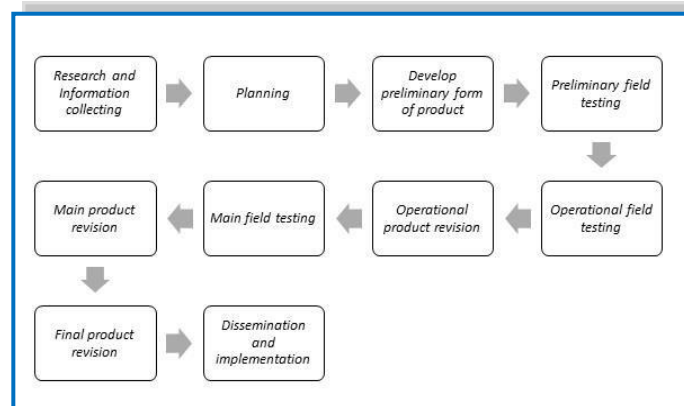 Research and
Information
collecting
Planning
Develop
preliminary form
of product
Preliminary field
testing
Operational field
testing
Operational
product revision
Main field testing
Main product
revision
Final product
revision
Dissemination
and
implementation